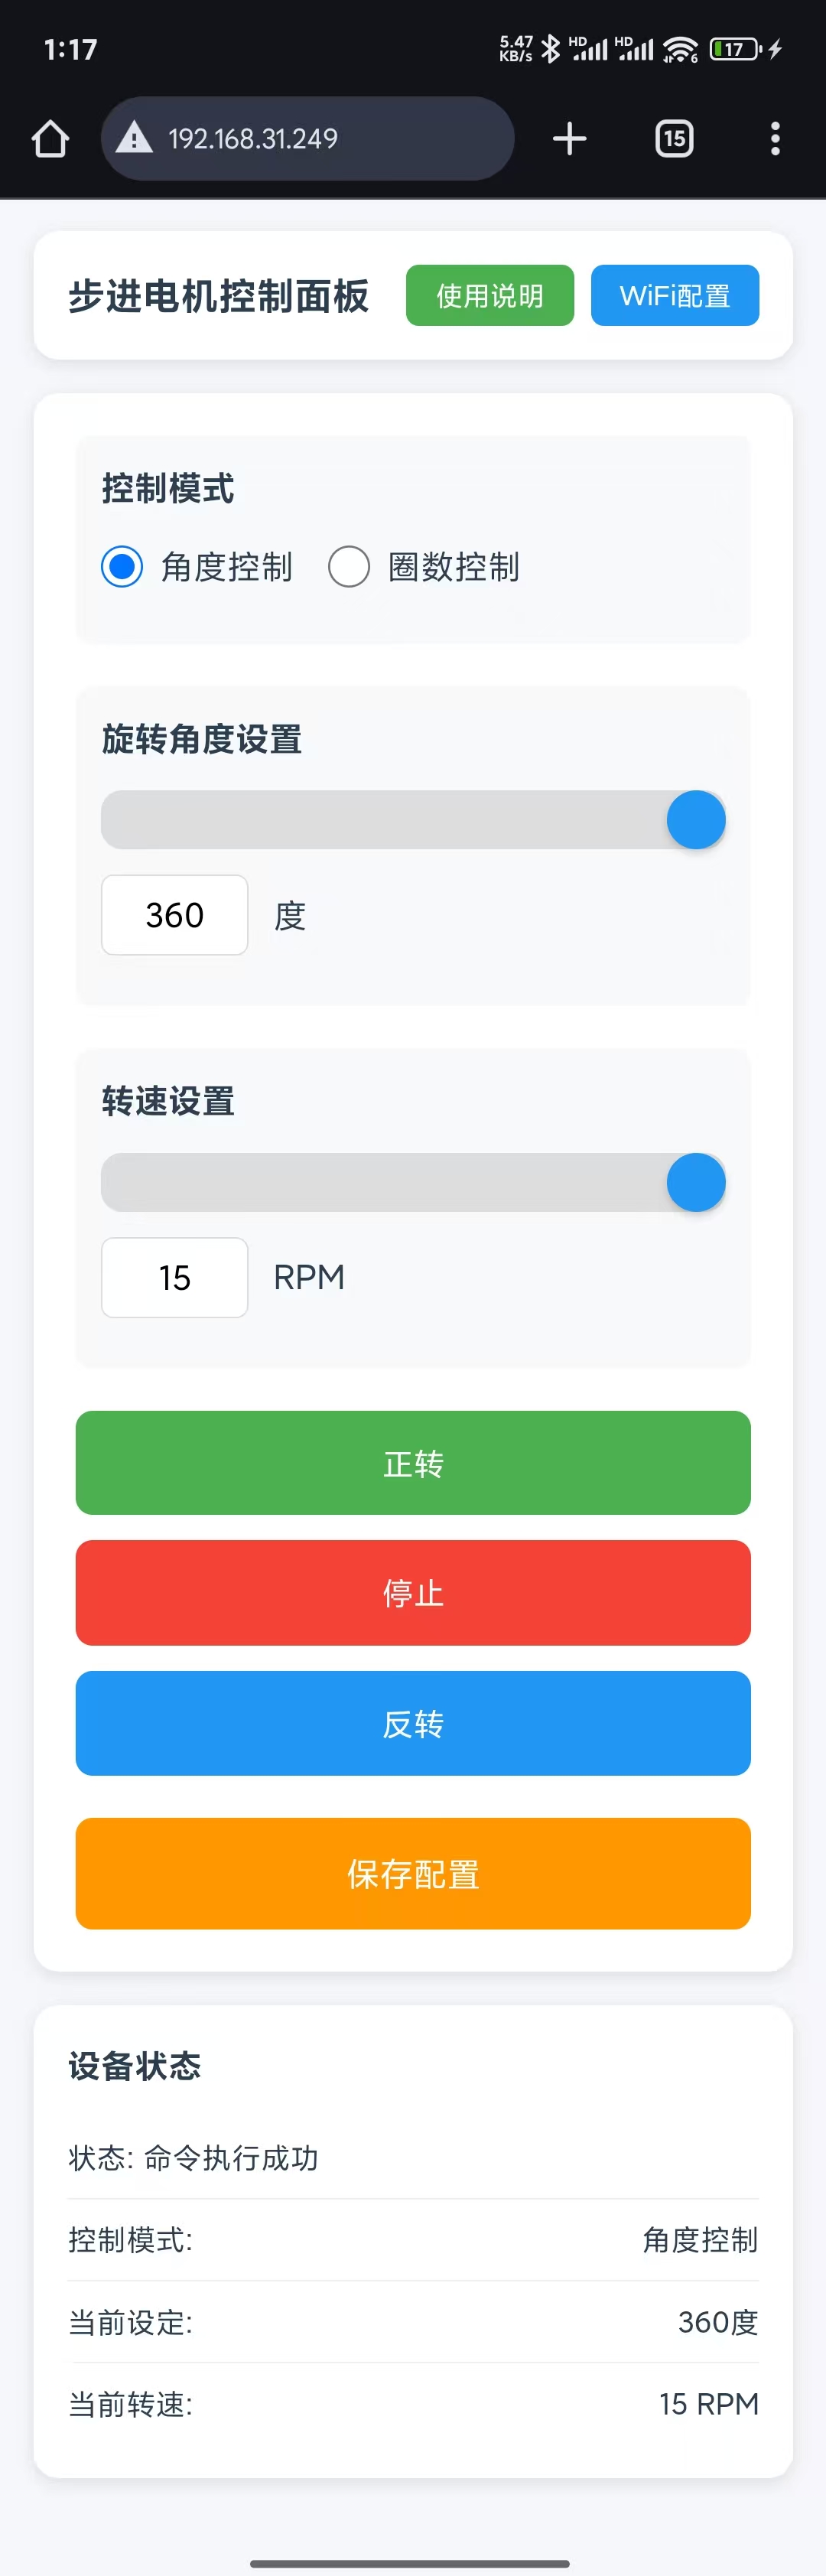 1:17
5.47 KB/s HD HD 6 17
192.168.31.249 15
步进电机控制面板 使用说明 WiFi配置
控制模式
角度控制 圈数控制
旋转角度设置
360 度
转速设置
15 RPM
正转
停止
反转
保存配置
设备状态
状态: 命令执行成功
控制模式: 角度控制
当前设定: 360度
当前转速: 15 RPM